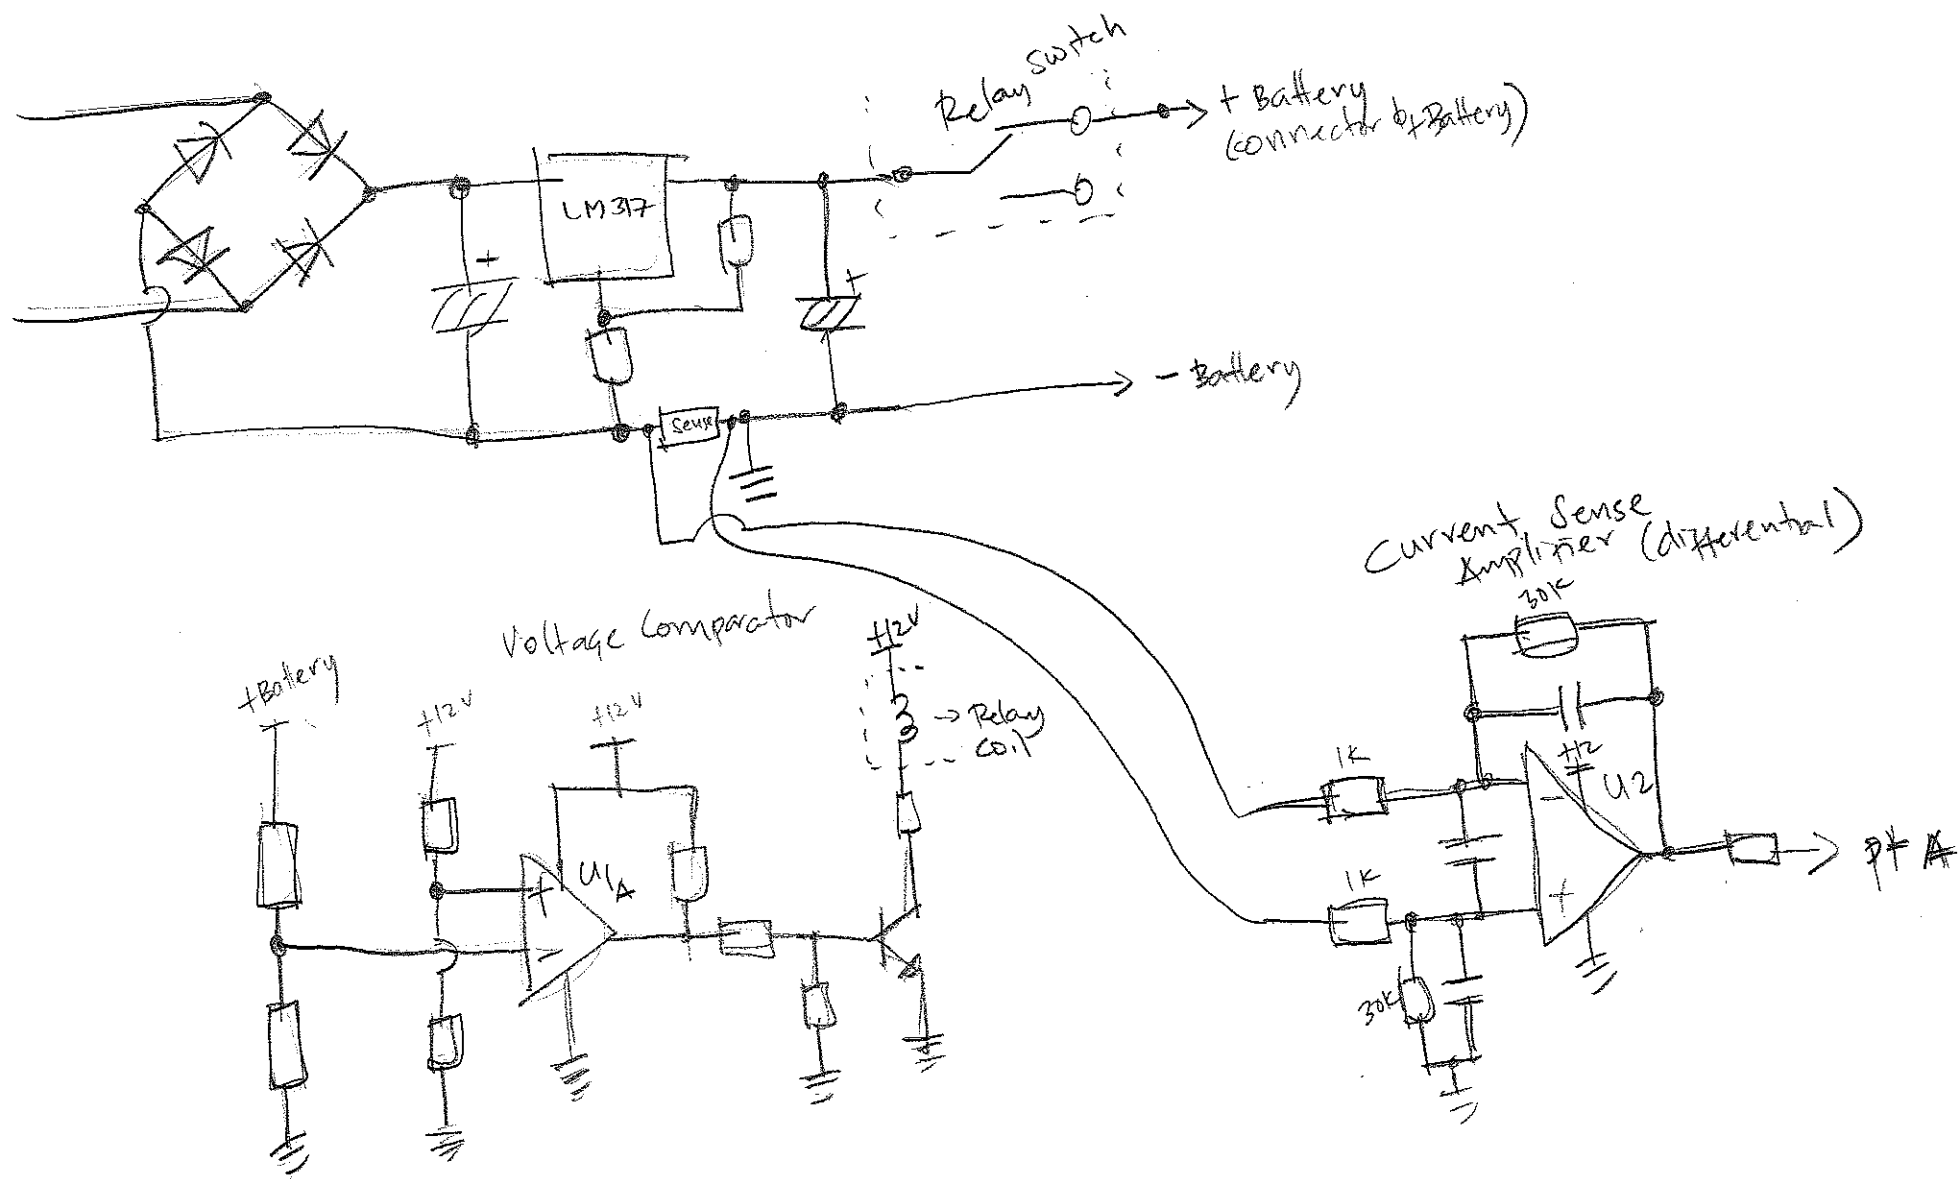 Relay switch
+ Battery
(connector to +Battery)
LM317
+
+
- Battery
Sense
Current Sense
Amplifier (differential)
30K
Voltage Comparator
+12V
+Battery
+12V
+12V
→ Relay
coil
+12
1K
U2
-
U1A
+
-
1K
+
30K